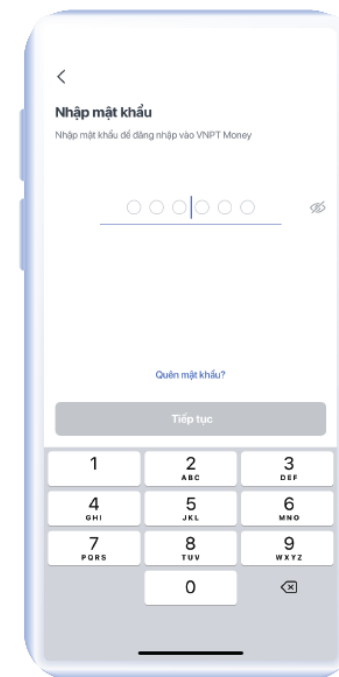 Nhập mật khẩu
Nhập mật khẩu để đăng nhập vào VNPT Money
Quên mật khẩu?
Tiếp tục
1 2 3
ABC DEF
4 5 6
GHI JKL MNO
7 8 9
PQRS TUV WXYZ
0